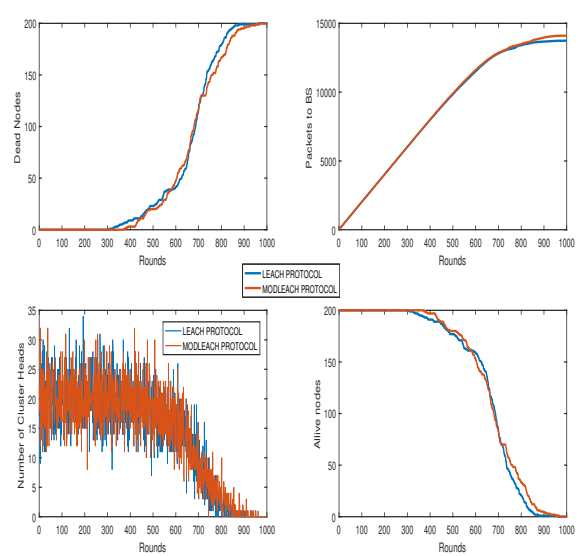 200
150
100
50
0
Dead Nodes
0 100 200 300 400 500 600 700 800 900 1000
Rounds
15000
10000
5000
0
Packets to BS
0 100 200 300 400 500 600 700 800 900 1000
Rounds
LEACH PROTOCOL
MODLEACH PROTOCOL
35
30
25
20
15
10
5
0
Number of Cluster Heads
LEACH PROTOCOL
MODLEACH PROTOCOL
0 100 200 300 400 500 600 700 800 900 1000
Rounds
200
150
100
50
0
Allive nodes
0 100 200 300 400 500 600 700 800 900 1000
Rounds